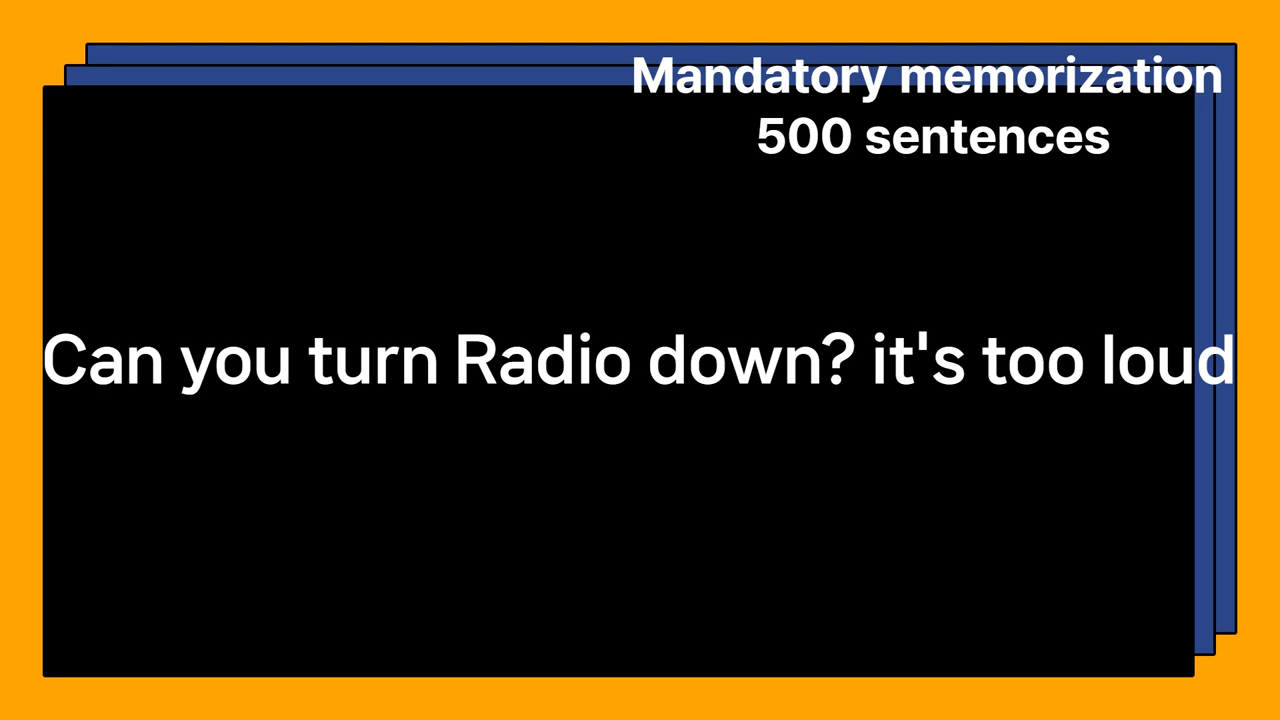 Mandatory memorization
500 sentences
Can you turn Radio down? it's too loud